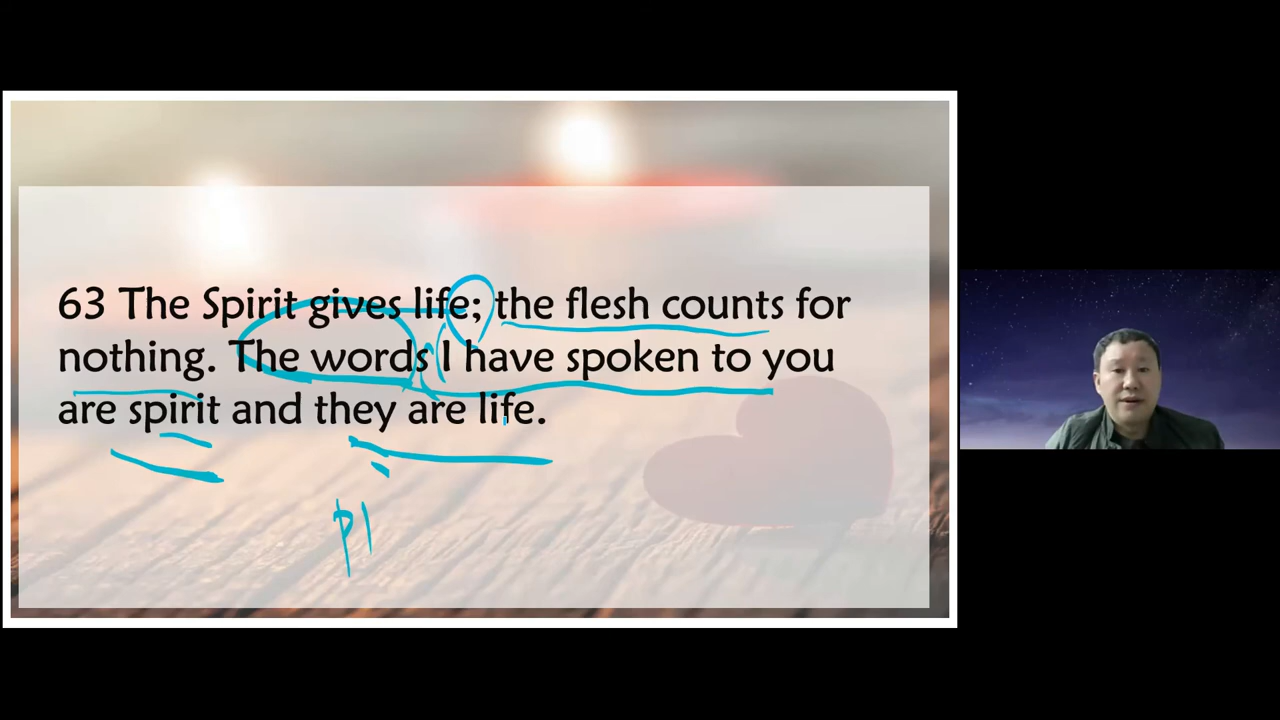 63 The Spirit gives life; the flesh counts for
nothing. The words I have spoken to you
are spirit and they are life.
pl